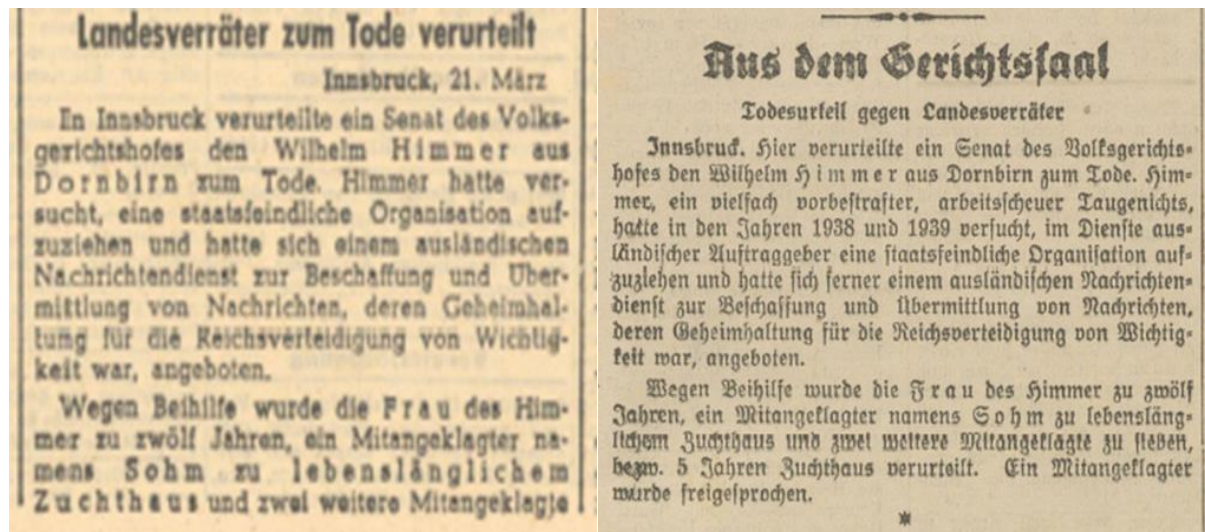 Landesverräter zum Tode verurteilt
Innsbruck, 21. März
In Innsbruck verurteilte ein Senat des Volks-
gerichtshofes den Wilhelm Himmer aus
Dornbirn zum Tode. Himmer hatte ver-
sucht, eine staatsfeindliche Organisation auf-
zuziehen und hatte sich einem ausländischen
Nachrichtendienst zur Beschaffung und Über-
mittlung von Nachrichten, deren Geheimhal-
tung für die Reichsverteidigung von Wichtig-
keit war, angeboten.
Wegen Beihilfe wurde die Frau des Him-
mer zu zwölf Jahren, ein Mitangeklagter na-
mens Sohm zu lebenslänglichem
Zuchthaus und zwei weitere Mitangeklagte
Aus dem Gerichtssaal
Todesurteil gegen Landesverräter
Innsbruck. Hier verurteilte ein Senat des Volksgerichts-
hofes den Wilhelm Himmer aus Dornbirn zum Tode. Him-
mer, ein vielfach vorbestrafter, arbeitsscheuer Taugenichts,
hatte in den Jahren 1938 und 1939 versucht, im Dienste aus-
ländischer Auftraggeber eine staatsfeindliche Organisation auf-
zuziehen und hatte sich ferner einem ausländischen Nachrichten-
dienst zur Beschaffung und Übermittlung von Nachrichten,
deren Geheimhaltung für die Reichsverteidigung von Wichtig-
keit war, angeboten.
Wegen Beihilfe wurde die Frau des Himmer zu zwölf
Jahren, ein Mitangeklagter namens Sohm zu lebensläng-
lichem Zuchthaus und zwei weitere Mitangeklagte zu sieben,
bezw. 5 Jahren Zuchthaus verurteilt. Ein Mitangeklagter
wurde freigesprochen.